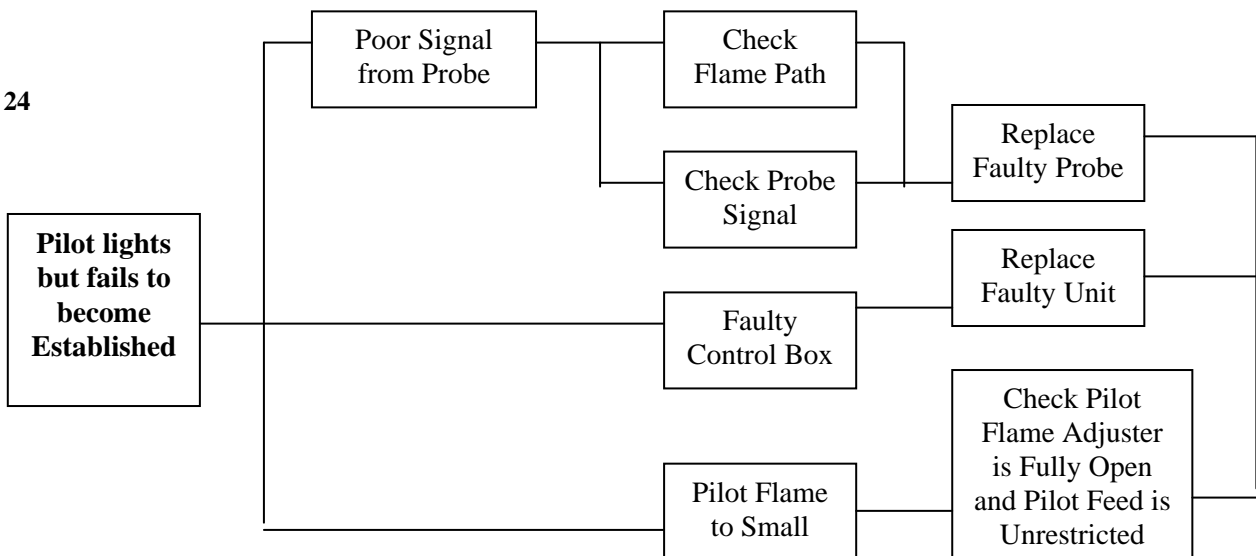 24
Pilot lights
but fails to
become
Established
Poor Signal
from Probe
Check
Flame Path
Check Probe
Signal
Replace
Faulty Probe
Faulty
Control Box
Replace
Faulty Unit
Pilot Flame
to Small
Check Pilot
Flame Adjuster
is Fully Open
and Pilot Feed is
Unrestricted